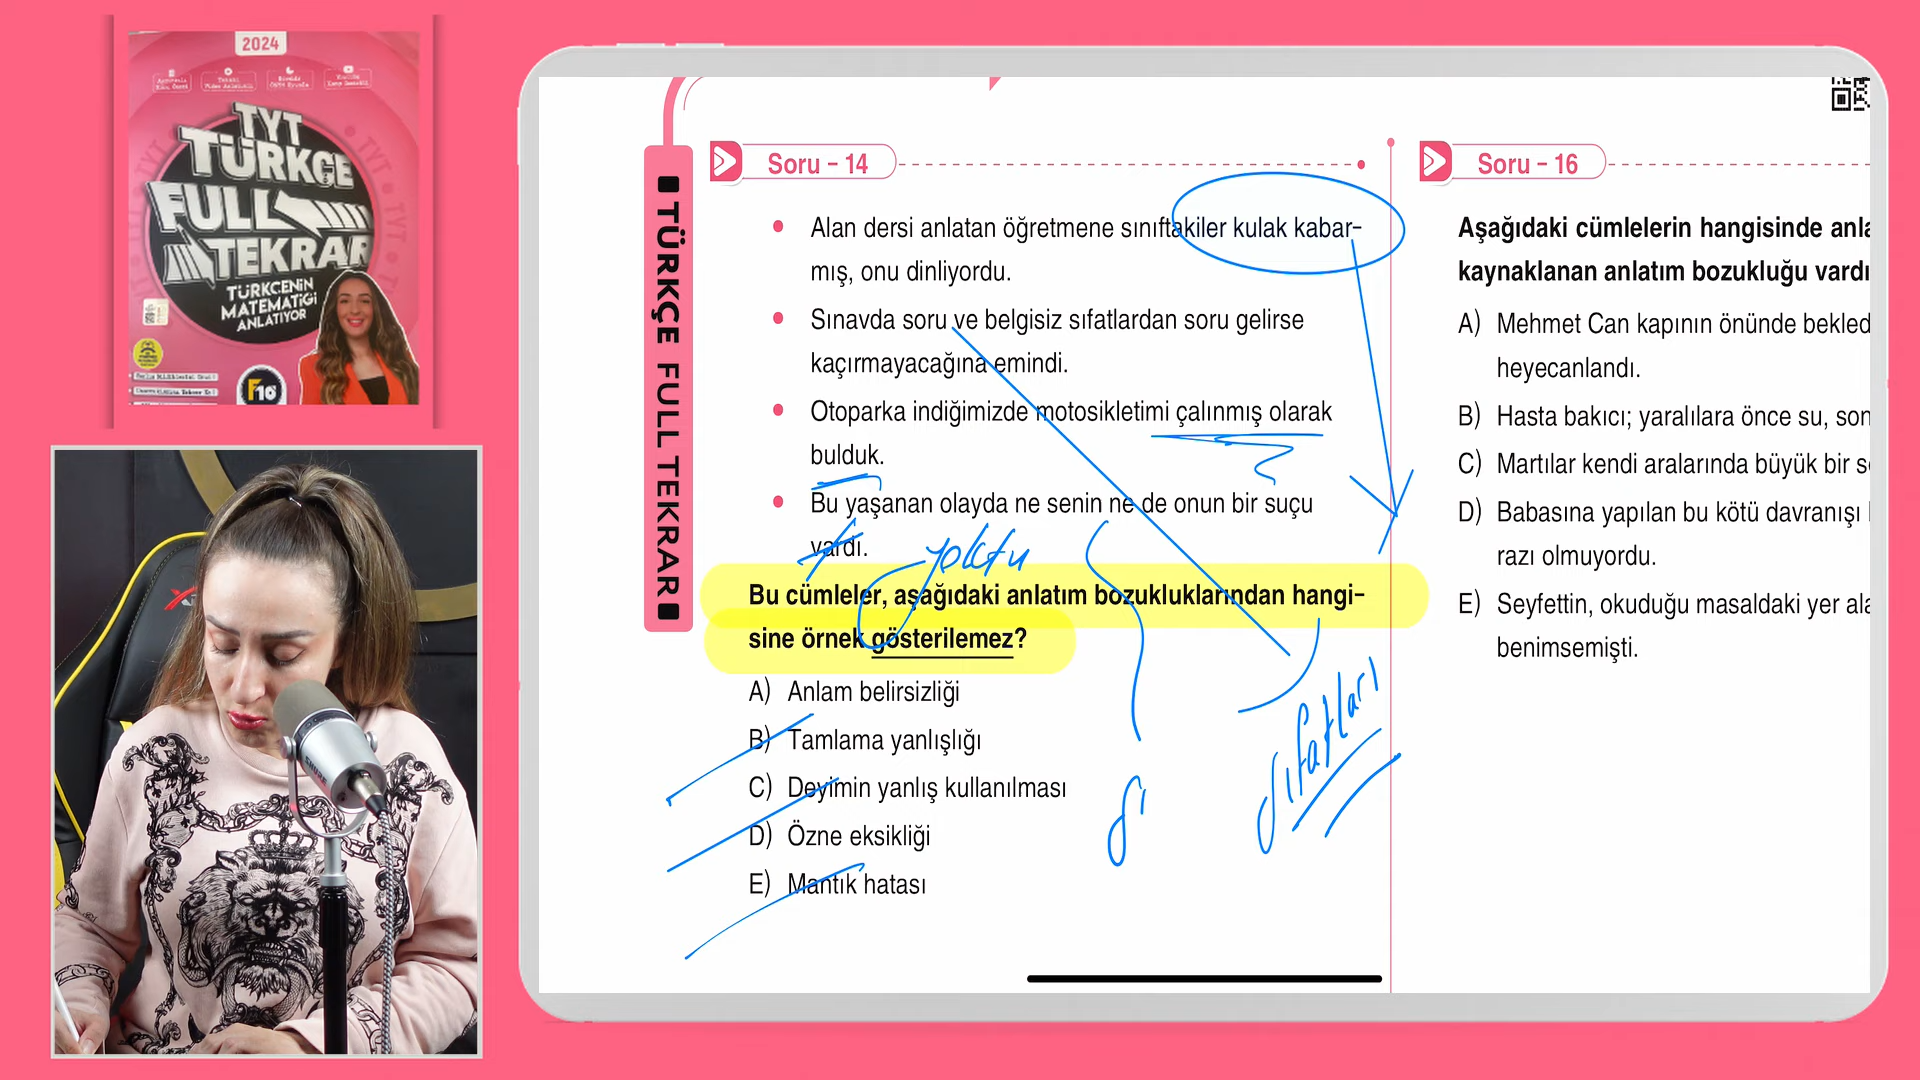 2024
TYT
TÜRKÇE
FULL
TEKRAR
TÜRKCENİN
MATEMATİĞİ
ANLATIYOR
F16
TÜRKÇE FULL TEKRAR
Soru – 14
• Alan dersi anlatan öğretmene sınıftakiler kulak kabar-
mış, onu dinliyordu.
• Sınavda soru ve belgisiz sıfatlardan soru gelirse
kaçırmayacağına emindi.
• Otoparka indiğimizde motosikletimi çalınmış olarak
bulduk.
• Bu yaşanan olayda ne senin ne de onun bir suçu
vardı.
yoktu
Bu cümleler, aşağıdaki anlatım bozukluklarından hangi-
sine örnek gösterilemez?
A) Anlam belirsizliği
B) Tamlama yanlışlığı
C) Deyimin yanlış kullanılması
D) Özne eksikliği
E) Mantık hatası
sıfatları
Soru – 16
Aşağıdaki cümlelerin hangisinde anla
kaynaklanan anlatım bozukluğu vardı
A) Mehmet Can kapının önünde bekled
heyecanlandı.
B) Hasta bakıcı; yaralılara önce su, son
C) Martılar kendi aralarında büyük bir s
D) Babasına yapılan bu kötü davranışı
razı olmuyordu.
E) Seyfettin, okuduğu masaldaki yer ala
benimsemişti.